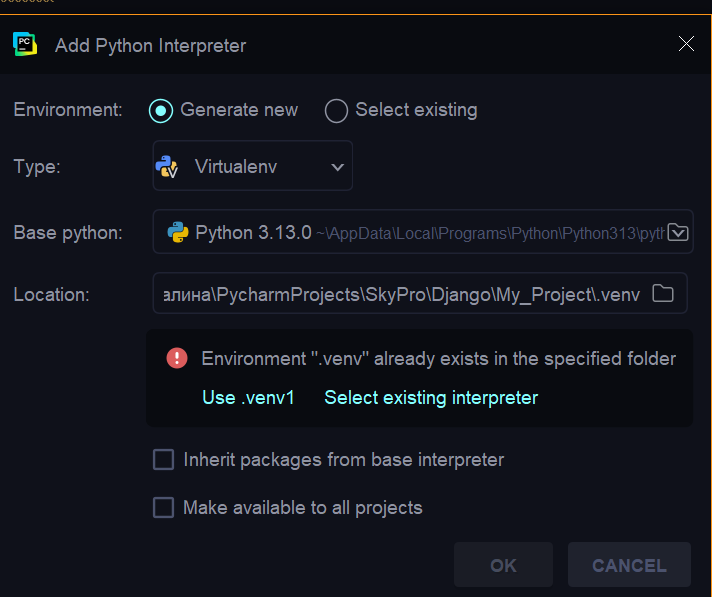 PC
Add Python Interpreter
Environment: Generate new Select existing
Type: Virtualenv
Base python: Python 3.13.0 ~\AppData\Local\Programs\Python\Python313\pyth
Location: алина\PycharmProjects\SkyPro\Django\My_Project\.venv
Environment ".venv" already exists in the specified folder
Use .venv1 Select existing interpreter
Inherit packages from base interpreter
Make available to all projects
OK CANCEL